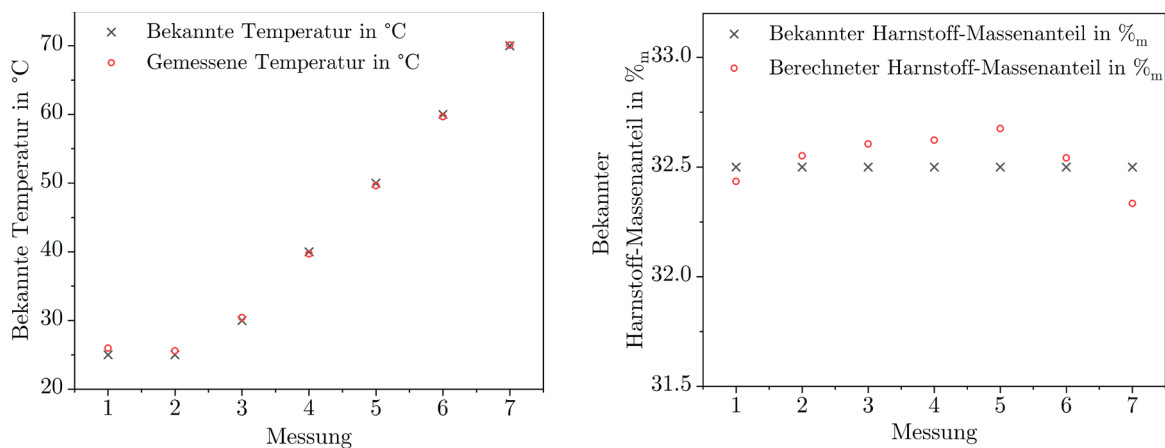 Bekannte Temperatur in °C
Gemessene Temperatur in °C
70
60
50
40
30
20
Bekannte Temperatur in °C
1 2 3 4 5 6 7
Messung
Bekannter Harnstoff-Massenanteil in %m
Berechneter Harnstoff-Massenanteil in %m
33.0
32.5
32.0
31.5
Bekannter
Harnstoff-Massenanteil in %m
1 2 3 4 5 6 7
Messung